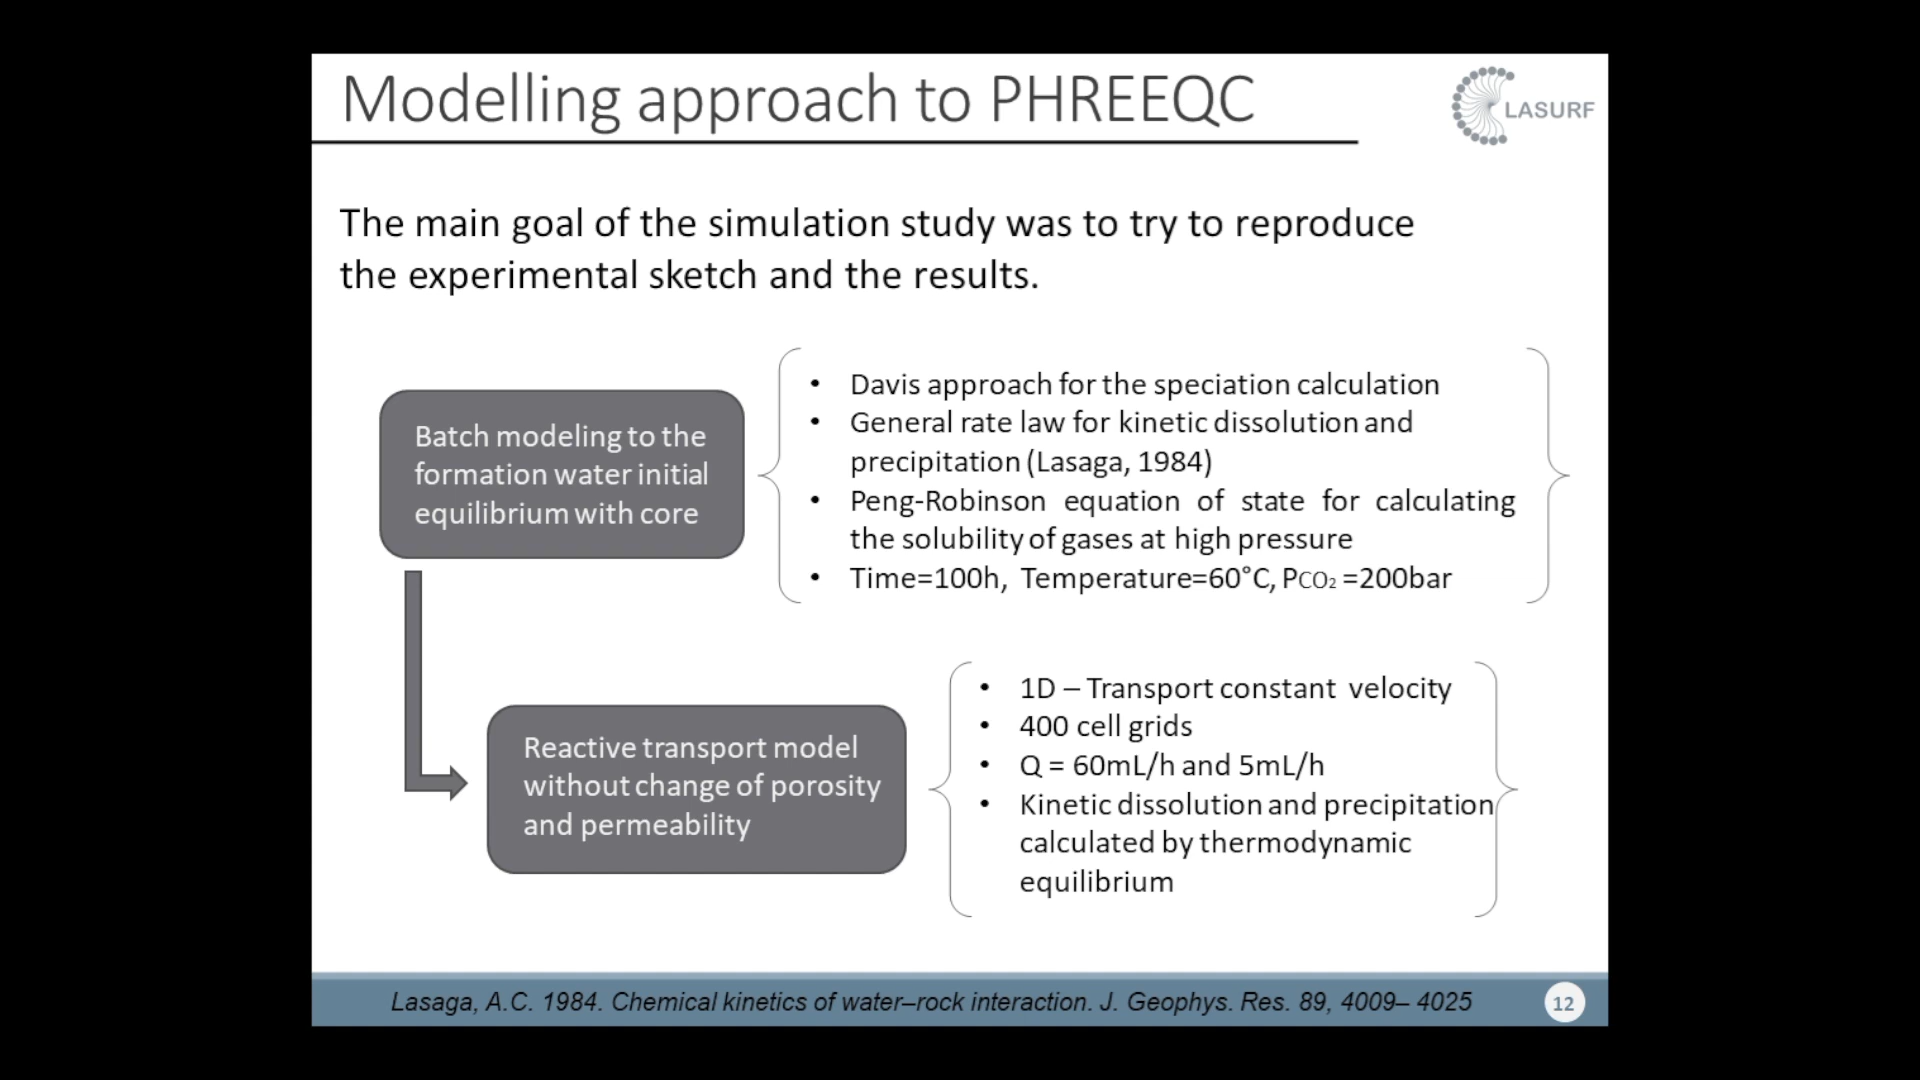 Modelling approach to PHREEQC
LASURF
The main goal of the simulation study was to try to reproduce
the experimental sketch and the results.
Batch modeling to the
formation water initial
equilibrium with core
• Davis approach for the speciation calculation
• General rate law for kinetic dissolution and
precipitation (Lasaga, 1984)
• Peng-Robinson equation of state for calculating
the solubility of gases at high pressure
• Time=100h, Temperature=60°C, PCO₂ =200bar
Reactive transport model
without change of porosity
and permeability
• 1D – Transport constant velocity
• 400 cell grids
• Q = 60mL/h and 5mL/h
• Kinetic dissolution and precipitation
calculated by thermodynamic
equilibrium
Lasaga, A.C. 1984. Chemical kinetics of water–rock interaction. J. Geophys. Res. 89, 4009– 4025
12